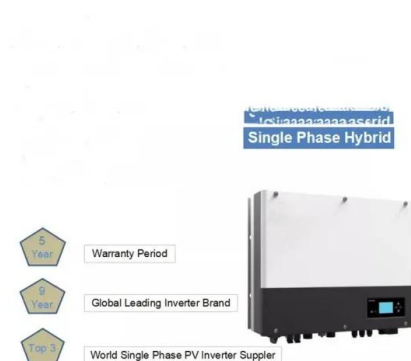 Single Phase Hybrid
5
Year
Warranty Period
9
Year
Global Leading Inverter Brand
Top 3
World Single Phase PV Inverter Suppler